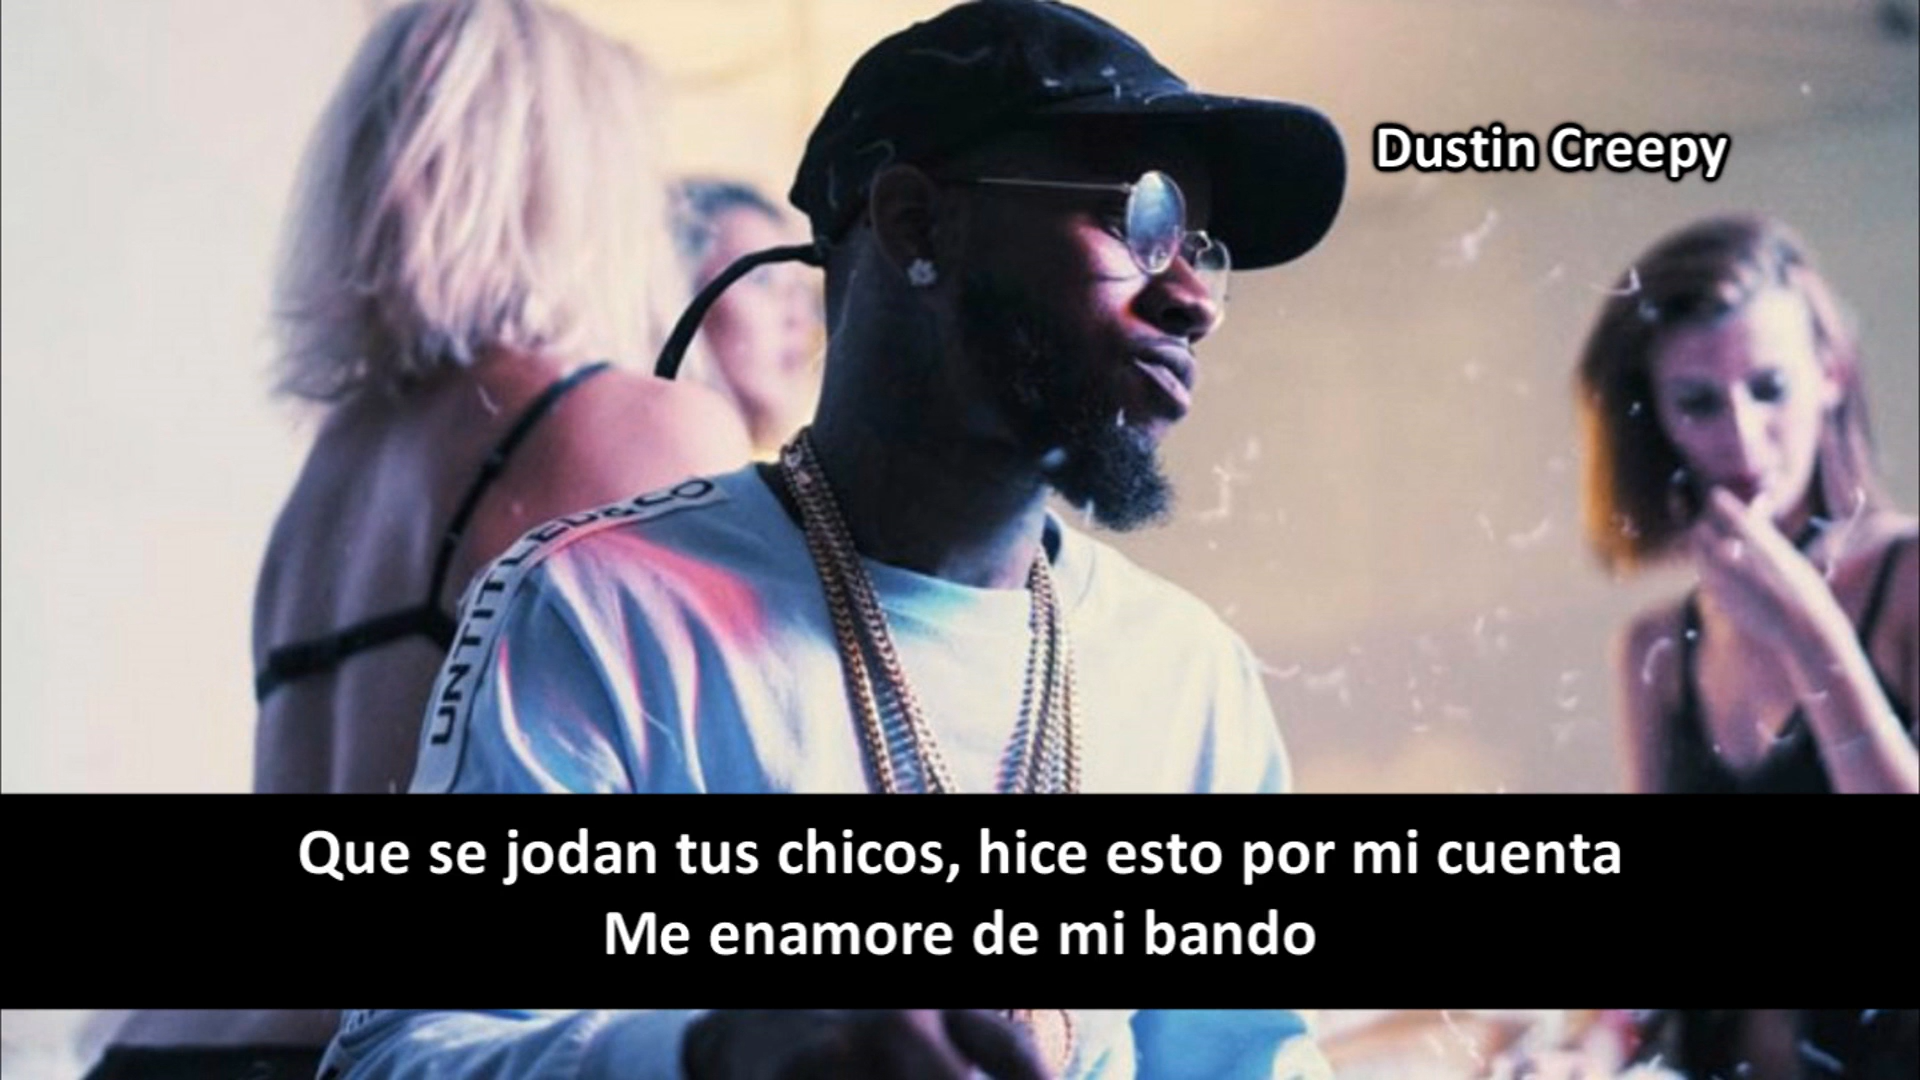 Dustin Creepy
UNTITLED&CO
Que se jodan tus chicos, hice esto por mi cuenta
Me enamore de mi bando